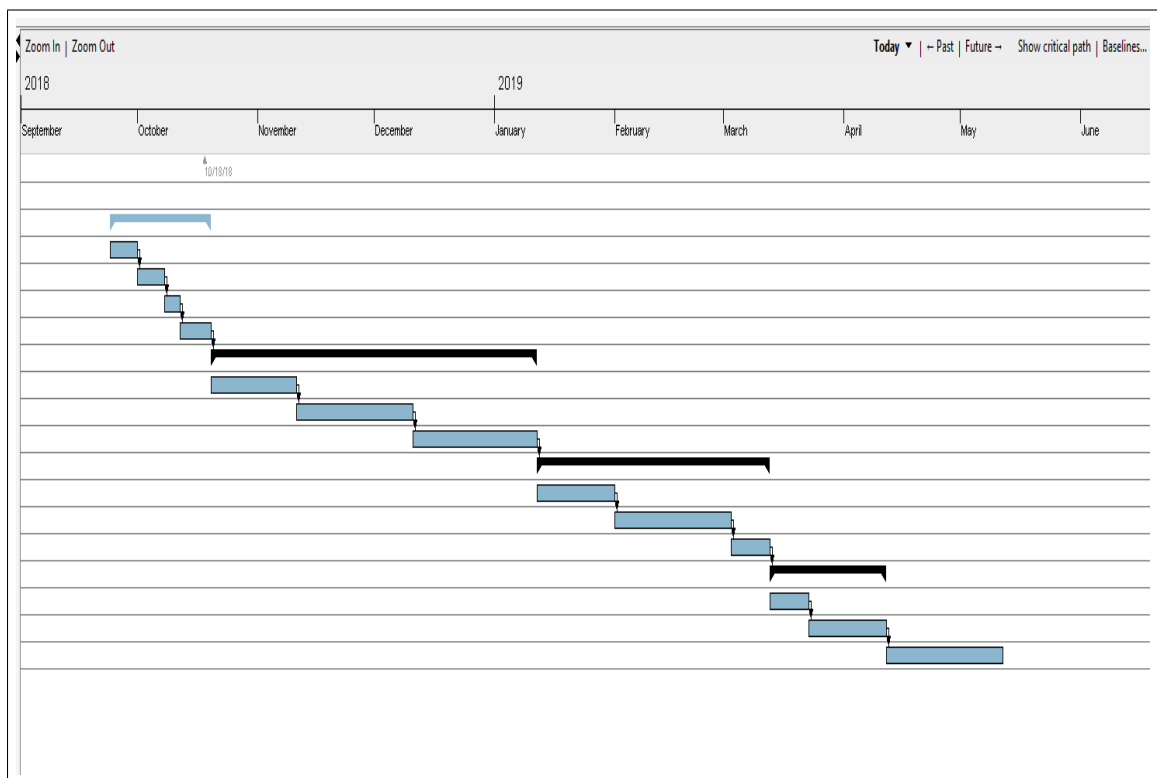 Zoom In | Zoom Out Today ▼ | ← Past | Future → Show critical path | Baselines...
2018 2019
September October November December January February March April May June
10/18/18